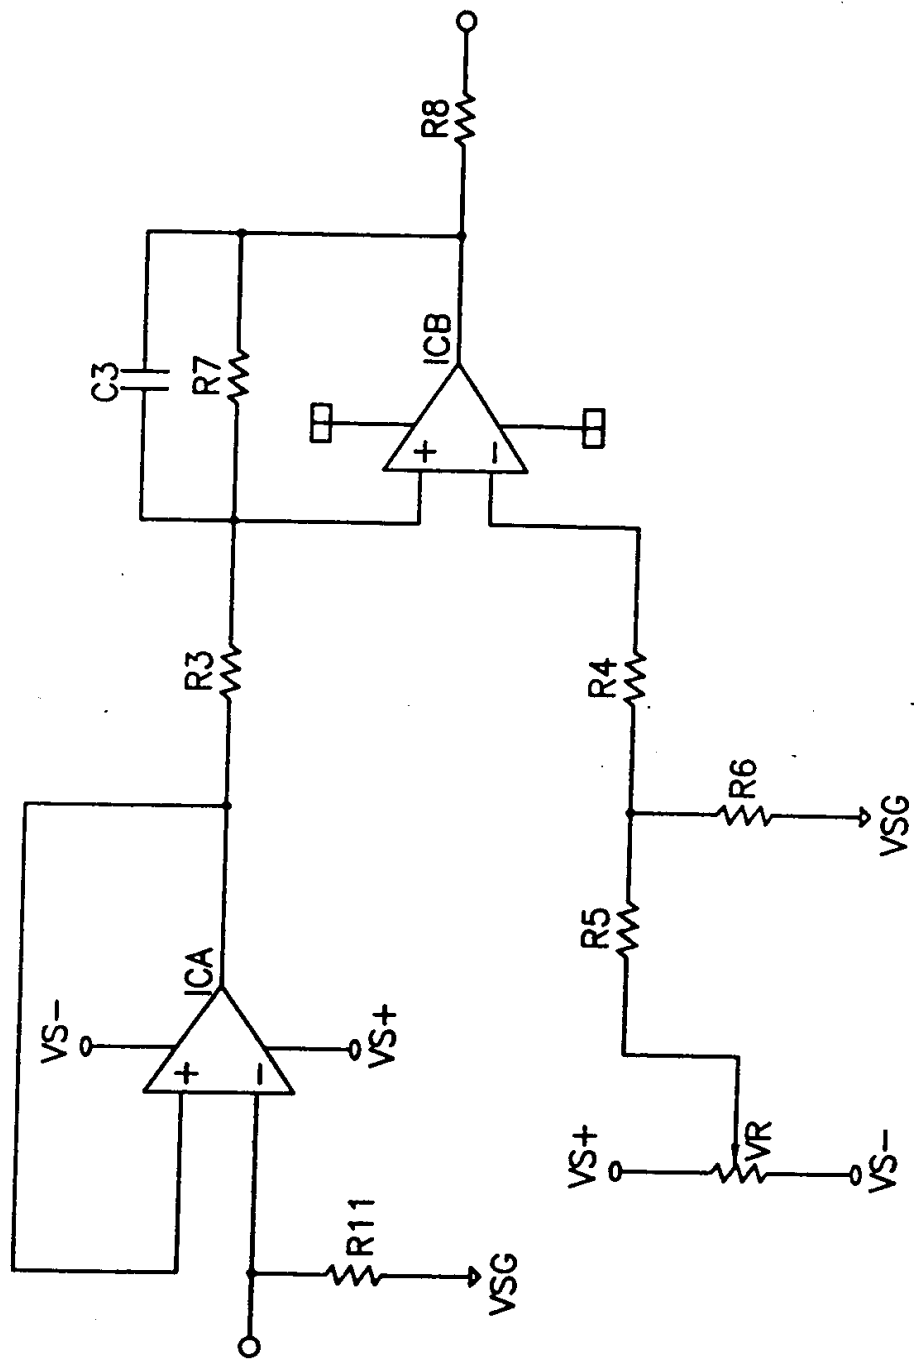 R8
C3
R7
ICB
+
−
R3
R4
R6
VSG
ICA
R5
VS−
+
−
VS+
VS+
VR
VS−
R11
VSG